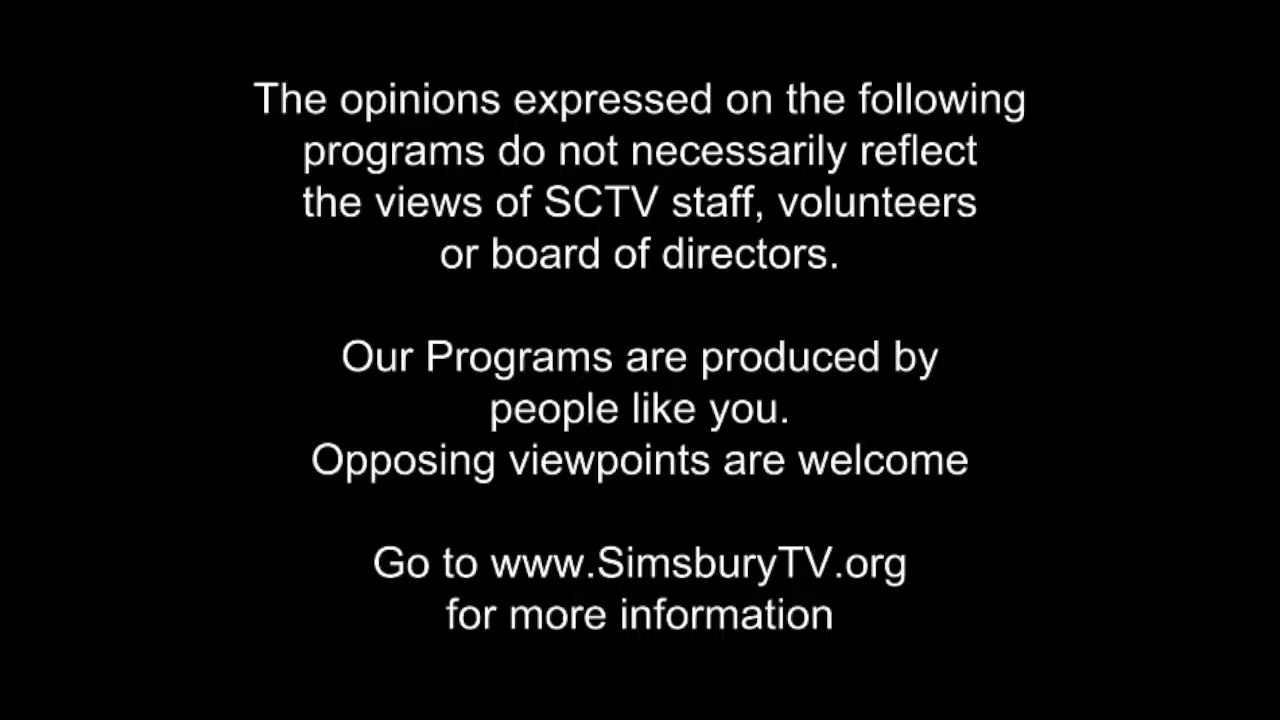 The opinions expressed on the following
programs do not necessarily reflect
the views of SCTV staff, volunteers
or board of directors.
Our Programs are produced by
people like you.
Opposing viewpoints are welcome
Go to www.SimsburyTV.org
for more information